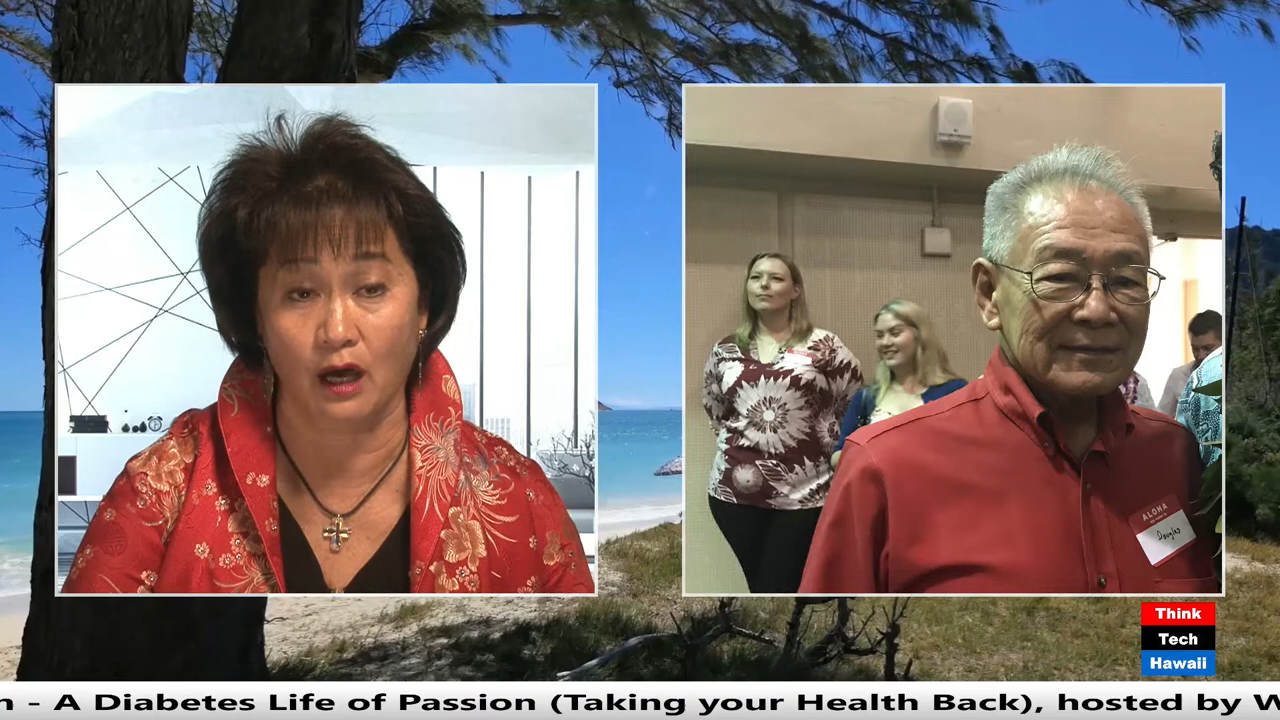 ALOHA
Douglas
Think
Tech
Hawaii
n - A Diabetes Life of Passion (Taking your Health Back), hosted by W